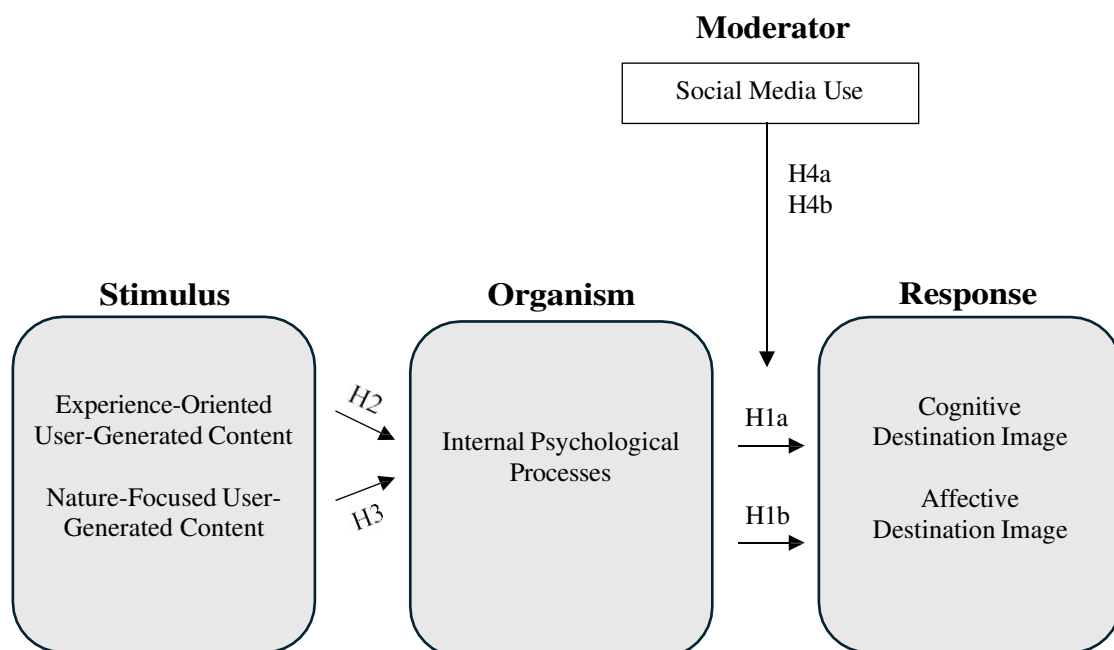 Moderator
Social Media Use
H4a
H4b
Stimulus
Organism
Response
Experience-Oriented
User-Generated Content
Nature-Focused User-
Generated Content
H2
H3
Internal Psychological
Processes
H1a
H1b
Cognitive
Destination Image
Affective
Destination Image